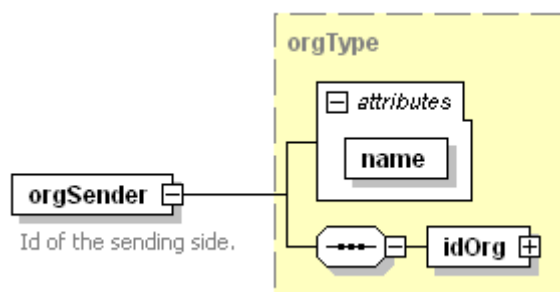 orgType
attributes
name
orgSender
Id of the sending side.
idOrg